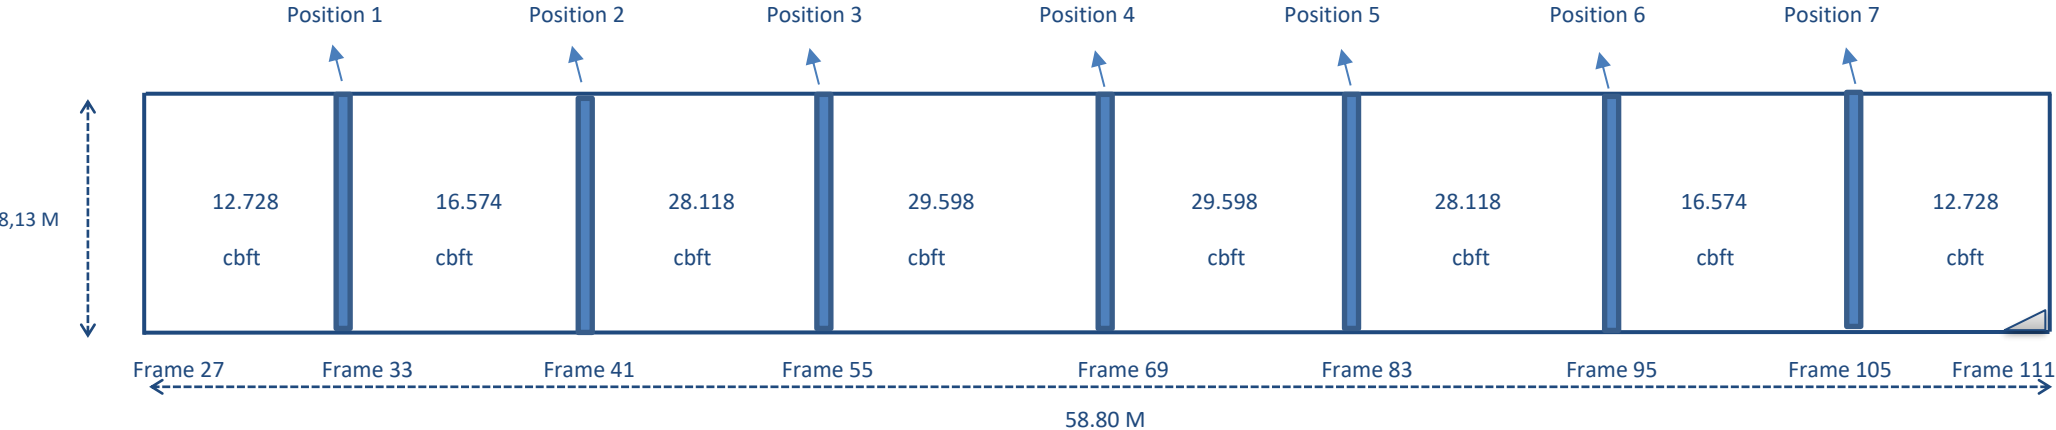 Position 1 Position 2 Position 3 Position 4 Position 5 Position 6 Position 7
12.728 16.574 28.118 29.598 29.598 28.118 16.574 12.728
8,13 M
cbft cbft cbft cbft cbft cbft cbft cbft
Frame 27 Frame 33 Frame 41 Frame 55 Frame 69 Frame 83 Frame 95 Frame 105 Frame 111
58.80 M